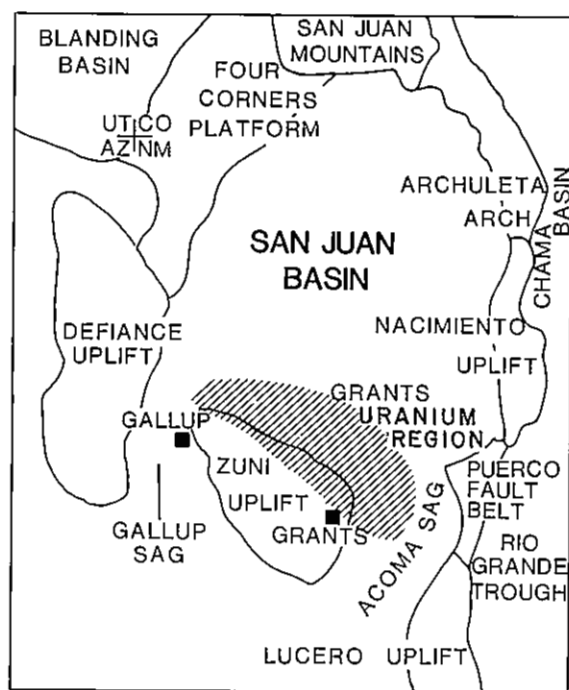 BLANDING
BASIN
SAN JUAN
MOUNTAINS
FOUR
CORNERS
PLATFORM
UT CO
AZ NM
ARCHULETA
ARCH
CHAMA BASIN
SAN JUAN
BASIN
DEFIANCE
UPLIFT
NACIMIENTO
UPLIFT
GRANTS
URANIUM
REGION
GALLUP
ZUNI
UPLIFT
GRANTS
GALLUP
SAG
ACOMA SAG
PUERCO
FAULT
BELT
RIO
GRANDE
TROUGH
LUCERO UPLIFT